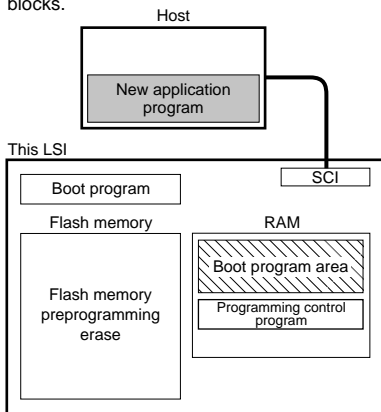 blocks.
Host
New application
program
This LSI
SCI
Boot program
Flash memory
RAM
Boot program area
Flash memory
preprogramming
erase
Programming control
program